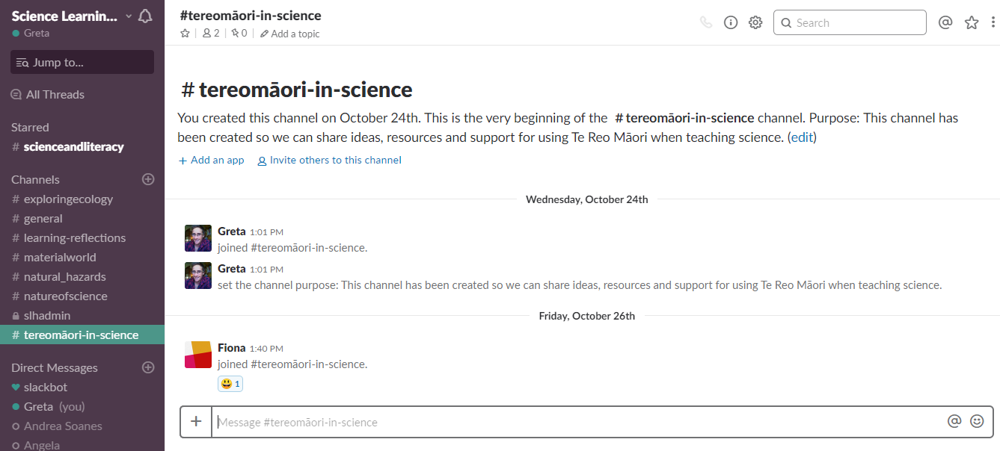 Science Learnin...
Greta
Jump to...
All Threads
Starred
# scienceandliteracy
Channels
# exploringecology
# general
# learning-reflections
# materialworld
# natural_hazards
# natureofscience
slhadmin
# tereomāori-in-science
Direct Messages
slackbot
Greta (you)
Andrea Soanes
Angela
#tereomāori-in-science
2 | 0 | Add a topic
Search
# tereomāori-in-science
You created this channel on October 24th. This is the very beginning of the # tereomāori-in-science channel. Purpose: This channel has
been created so we can share ideas, resources and support for using Te Reo Māori when teaching science. (edit)
+ Add an app Invite others to this channel
Wednesday, October 24th
Greta 1:01 PM
joined #tereomāori-in-science.
Greta 1:01 PM
set the channel purpose: This channel has been created so we can share ideas, resources and support for using Te Reo Māori when teaching science.
Friday, October 26th
Fiona 1:40 PM
joined #tereomāori-in-science.
😃 1
Message #tereomāori-in-science